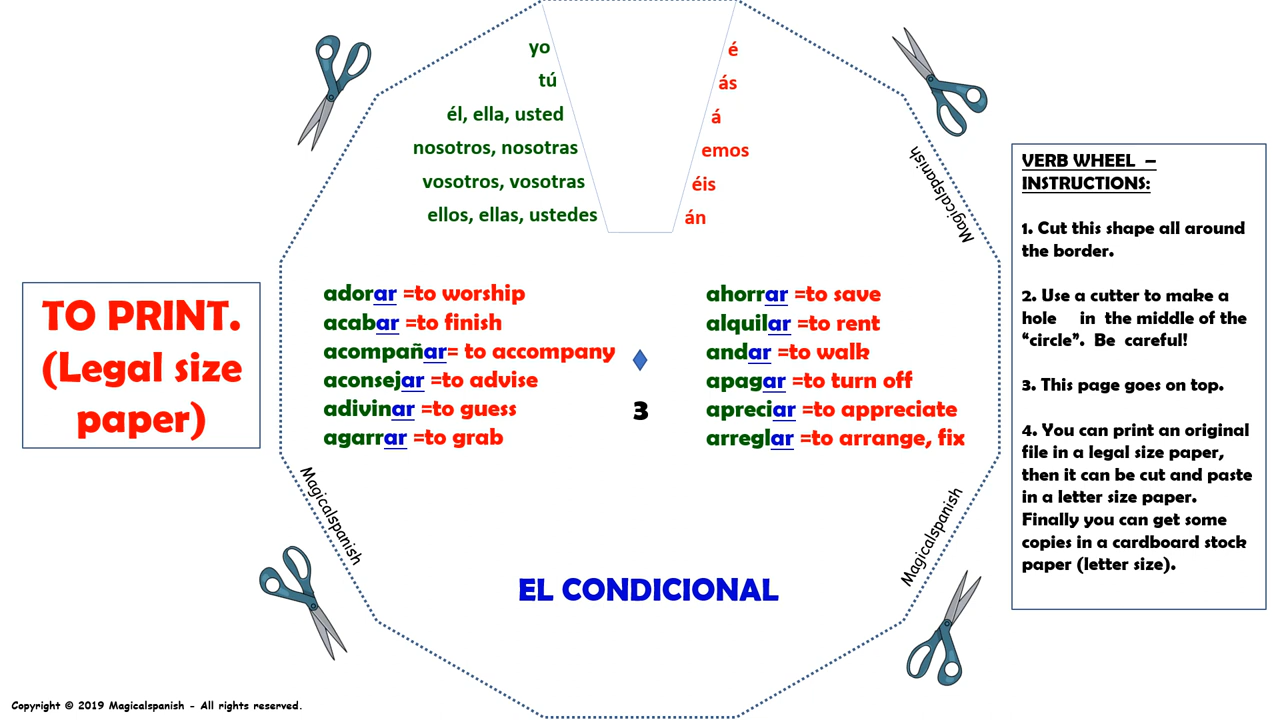 yo é
tú ás
él, ella, usted á
nosotros, nosotras emos
vosotros, vosotras éis
ellos, ellas, ustedes án
Magicalspanish
TO PRINT.
(Legal size
paper)
adorar =to worship
acabar =to finish
acompañar= to accompany
aconsejar =to advise
adivinar =to guess
agarrar =to grab
ahorrar =to save
alquilar =to rent
andar =to walk
apagar =to turn off
apreciar =to appreciate
arreglar =to arrange, fix
3
Magicalspanish
Magicalspanish
EL CONDICIONAL
VERB WHEEL –
INSTRUCTIONS:
1. Cut this shape all around
the border.
2. Use a cutter to make a
hole in the middle of the
“circle”. Be careful!
3. This page goes on top.
4. You can print an original
file in a legal size paper,
then it can be cut and paste
in a letter size paper.
Finally you can get some
copies in a cardboard stock
paper (letter size).
Copyright © 2019 Magicalspanish - All rights reserved.